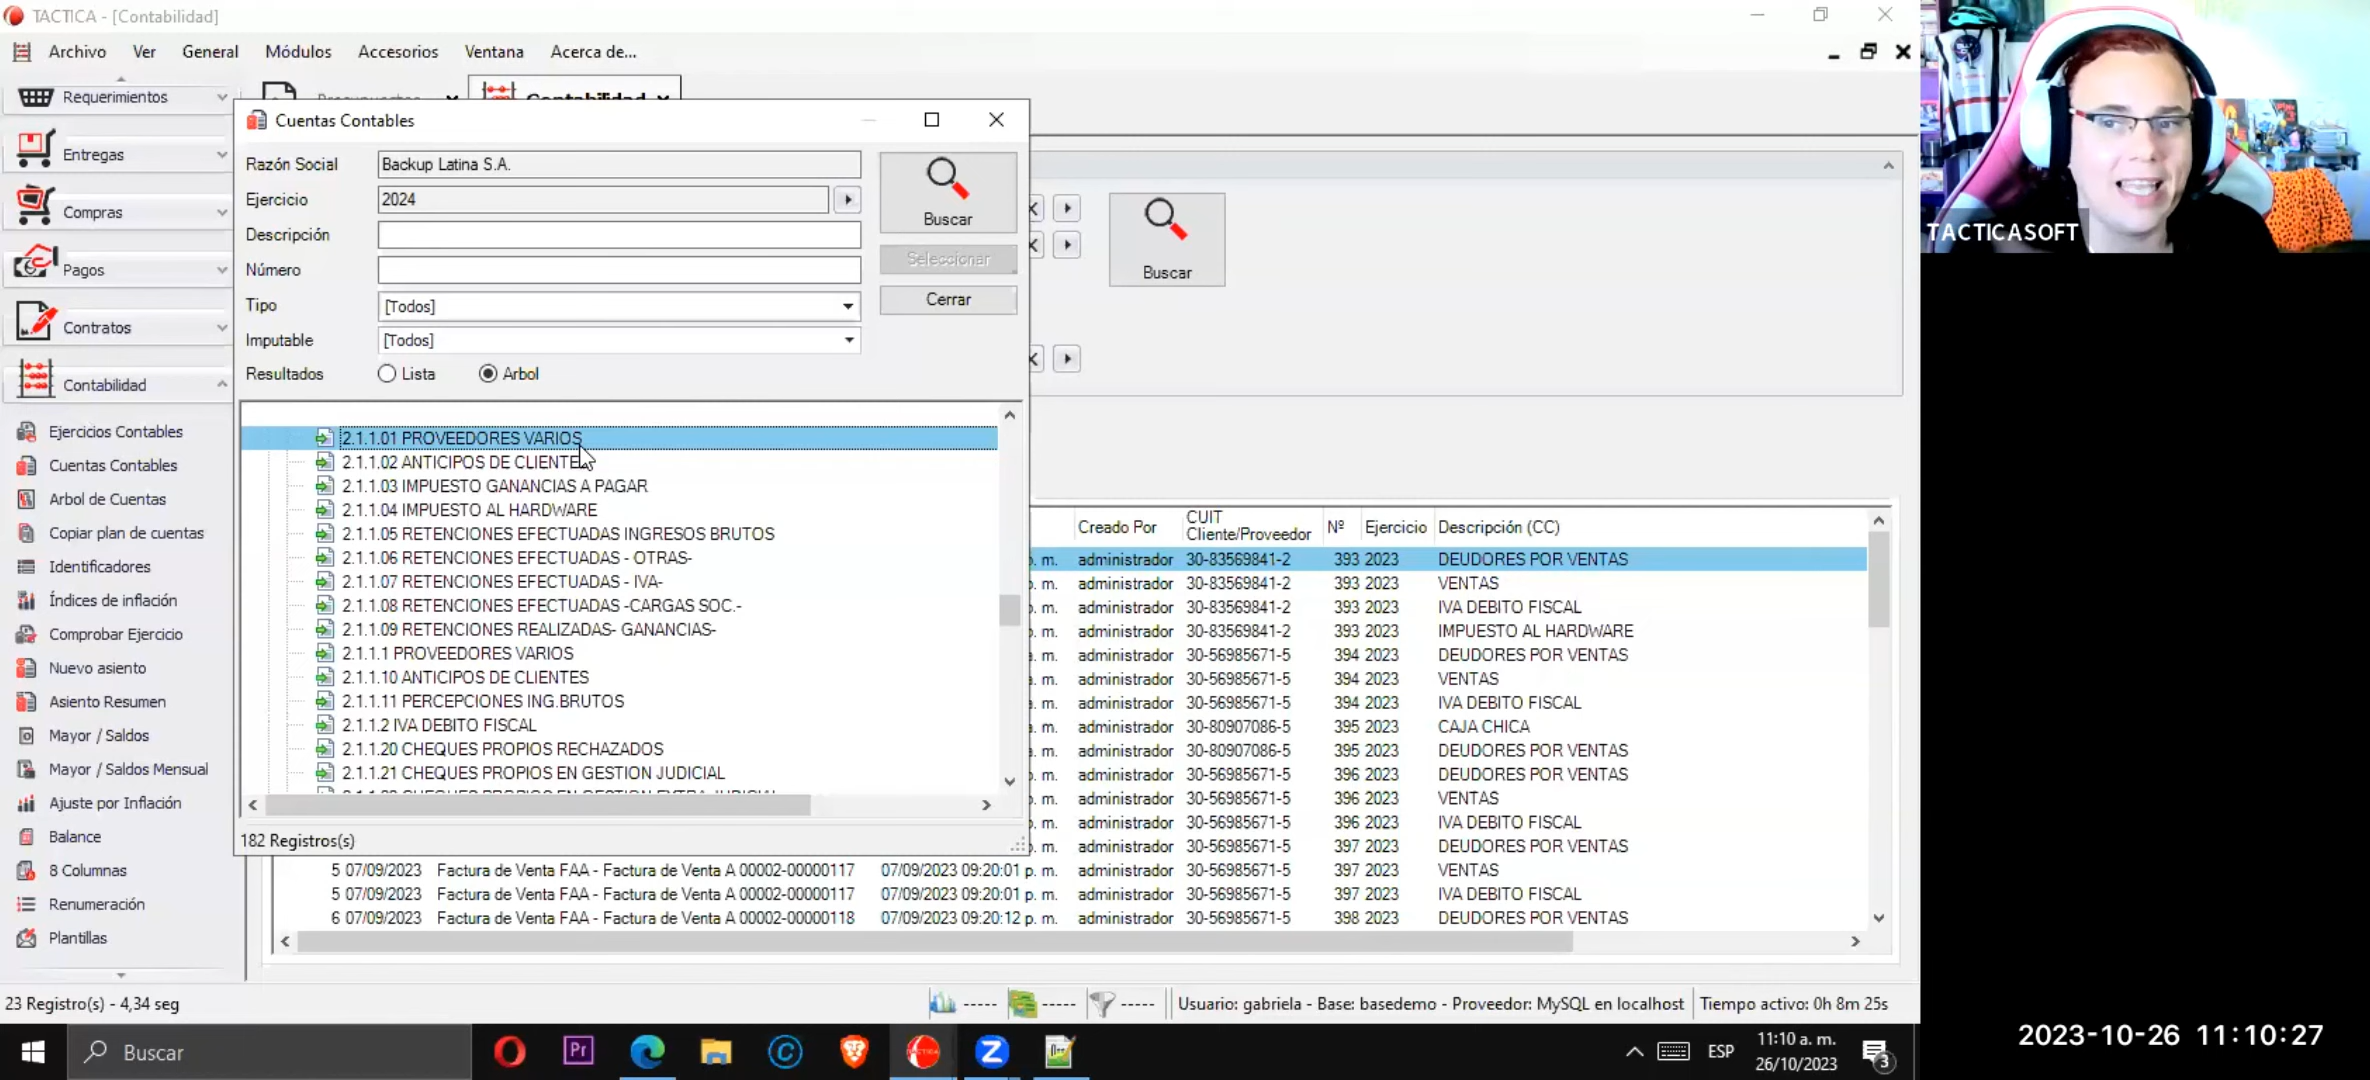 TACTICA - [Contabilidad]
Archivo Ver General Módulos Accesorios Ventana Acerca de...
Requerimientos
Entregas
Compras
Pagos
Contratos
Contabilidad
Ejercicios Contables
Cuentas Contables
Arbol de Cuentas
Copiar plan de cuentas
Identificadores
Índices de inflación
Comprobar Ejercicio
Nuevo asiento
Asiento Resumen
Mayor / Saldos
Mayor / Saldos Mensual
Ajuste por Inflación
Balance
8 Columnas
Renumeración
Plantillas
Presupuestos Contabilidad
Cuentas Contables
Razón Social Backup Latina S.A.
Ejercicio 2024
Descripción
Número
Tipo [Todos]
Imputable [Todos]
Resultados Lista Arbol
Buscar
Seleccionar
Cerrar
2.1.1.01 PROVEEDORES VARIOS
2.1.1.02 ANTICIPOS DE CLIENTES
2.1.1.03 IMPUESTO GANANCIAS A PAGAR
2.1.1.04 IMPUESTO AL HARDWARE
2.1.1.05 RETENCIONES EFECTUADAS INGRESOS BRUTOS
2.1.1.06 RETENCIONES EFECTUADAS - OTRAS-
2.1.1.07 RETENCIONES EFECTUADAS - IVA-
2.1.1.08 RETENCIONES EFECTUADAS -CARGAS SOC.-
2.1.1.09 RETENCIONES REALIZADAS- GANANCIAS-
2.1.1.1 PROVEEDORES VARIOS
2.1.1.10 ANTICIPOS DE CLIENTES
2.1.1.11 PERCEPCIONES ING.BRUTOS
2.1.1.2 IVA DEBITO FISCAL
2.1.1.20 CHEQUES PROPIOS RECHAZADOS
2.1.1.21 CHEQUES PROPIOS EN GESTION JUDICIAL
182 Registros(s)
Buscar
Creado Por CUIT Cliente/Proveedor Nº Ejercicio Descripción (CC)
. m. administrador 30-83569841-2 393 2023 DEUDORES POR VENTAS
. m. administrador 30-83569841-2 393 2023 VENTAS
. m. administrador 30-83569841-2 393 2023 IVA DEBITO FISCAL
. m. administrador 30-83569841-2 393 2023 IMPUESTO AL HARDWARE
. m. administrador 30-56985671-5 394 2023 DEUDORES POR VENTAS
. m. administrador 30-56985671-5 394 2023 VENTAS
. m. administrador 30-56985671-5 394 2023 IVA DEBITO FISCAL
. m. administrador 30-80907086-5 395 2023 CAJA CHICA
. m. administrador 30-80907086-5 395 2023 DEUDORES POR VENTAS
. m. administrador 30-56985671-5 396 2023 DEUDORES POR VENTAS
. m. administrador 30-56985671-5 396 2023 VENTAS
. m. administrador 30-56985671-5 396 2023 IVA DEBITO FISCAL
. m. administrador 30-56985671-5 397 2023 DEUDORES POR VENTAS
5 07/09/2023 Factura de Venta FAA - Factura de Venta A 00002-00000117 07/09/2023 09:20:01 p. m. administrador 30-56985671-5 397 2023 VENTAS
5 07/09/2023 Factura de Venta FAA - Factura de Venta A 00002-00000117 07/09/2023 09:20:01 p. m. administrador 30-56985671-5 397 2023 IVA DEBITO FISCAL
6 07/09/2023 Factura de Venta FAA - Factura de Venta A 00002-00000118 07/09/2023 09:20:12 p. m. administrador 30-56985671-5 398 2023 DEUDORES POR VENTAS
23 Registro(s) - 4,34 seg
----- ----- -----
Usuario: gabriela - Base: basedemo - Proveedor: MySQL en localhost Tiempo activo: 0h 8m 25s
Buscar
Pr
ESP
11:10 a. m.
26/10/2023
3
TACTICASOFT
2023-10-26 11:10:27